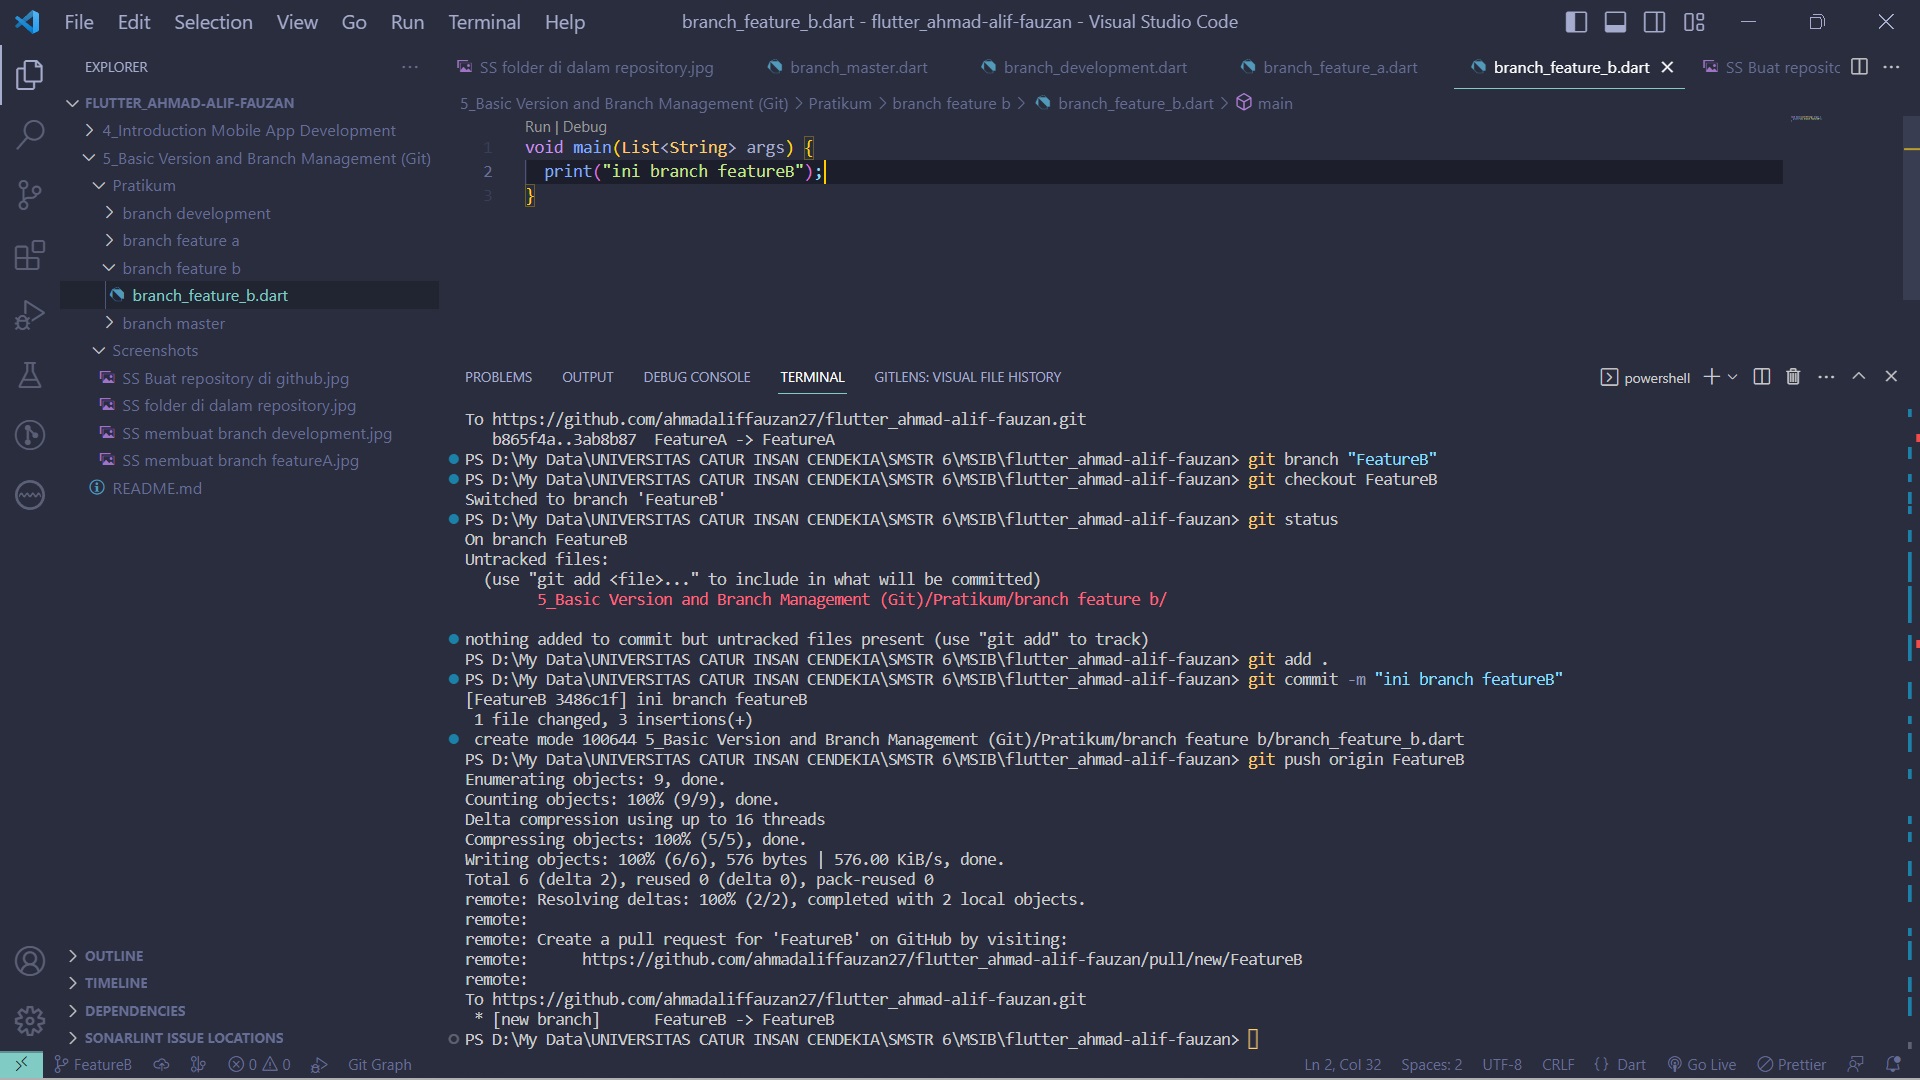 File Edit Selection View Go Run Terminal Help
branch_feature_b.dart - flutter_ahmad-alif-fauzan - Visual Studio Code
EXPLORER
FLUTTER_AHMAD-ALIF-FAUZAN
4_Introduction Mobile App Development
5_Basic Version and Branch Management (Git)
Pratikum
branch development
branch feature a
branch feature b
branch_feature_b.dart
branch master
Screenshots
SS Buat repository di github.jpg
SS folder di dalam repository.jpg
SS membuat branch development.jpg
SS membuat branch featureA.jpg
README.md
OUTLINE
TIMELINE
DEPENDENCIES
SONARLINT ISSUE LOCATIONS
SS folder di dalam repository.jpg branch_master.dart branch_development.dart branch_feature_a.dart branch_feature_b.dart SS Buat repositc
5_Basic Version and Branch Management (Git) > Pratikum > branch feature b > branch_feature_b.dart > main
Run | Debug
1 void main(List<String> args) {
2 print("ini branch featureB");
3 }
PROBLEMS OUTPUT DEBUG CONSOLE TERMINAL GITLENS: VISUAL FILE HISTORY
powershell
To https://github.com/ahmadaliffauzan27/flutter_ahmad-alif-fauzan.git
b865f4a..3ab8b87 FeatureA -> FeatureA
PS D:\My Data\UNIVERSITAS CATUR INSAN CENDEKIA\SMSTR 6\MSIB\flutter_ahmad-alif-fauzan> git branch "FeatureB"
PS D:\My Data\UNIVERSITAS CATUR INSAN CENDEKIA\SMSTR 6\MSIB\flutter_ahmad-alif-fauzan> git checkout FeatureB
Switched to branch 'FeatureB'
PS D:\My Data\UNIVERSITAS CATUR INSAN CENDEKIA\SMSTR 6\MSIB\flutter_ahmad-alif-fauzan> git status
On branch FeatureB
Untracked files:
(use "git add <file>..." to include in what will be committed)
5_Basic Version and Branch Management (Git)/Pratikum/branch feature b/
nothing added to commit but untracked files present (use "git add" to track)
PS D:\My Data\UNIVERSITAS CATUR INSAN CENDEKIA\SMSTR 6\MSIB\flutter_ahmad-alif-fauzan> git add .
PS D:\My Data\UNIVERSITAS CATUR INSAN CENDEKIA\SMSTR 6\MSIB\flutter_ahmad-alif-fauzan> git commit -m "ini branch featureB"
[FeatureB 3486c1f] ini branch featureB
1 file changed, 3 insertions(+)
create mode 100644 5_Basic Version and Branch Management (Git)/Pratikum/branch feature b/branch_feature_b.dart
PS D:\My Data\UNIVERSITAS CATUR INSAN CENDEKIA\SMSTR 6\MSIB\flutter_ahmad-alif-fauzan> git push origin FeatureB
Enumerating objects: 9, done.
Counting objects: 100% (9/9), done.
Delta compression using up to 16 threads
Compressing objects: 100% (5/5), done.
Writing objects: 100% (6/6), 576 bytes | 576.00 KiB/s, done.
Total 6 (delta 2), reused 0 (delta 0), pack-reused 0
remote: Resolving deltas: 100% (2/2), completed with 2 local objects.
remote:
remote: Create a pull request for 'FeatureB' on GitHub by visiting:
remote: https://github.com/ahmadaliffauzan27/flutter_ahmad-alif-fauzan/pull/new/FeatureB
remote:
To https://github.com/ahmadaliffauzan27/flutter_ahmad-alif-fauzan.git
* [new branch] FeatureB -> FeatureB
PS D:\My Data\UNIVERSITAS CATUR INSAN CENDEKIA\SMSTR 6\MSIB\flutter_ahmad-alif-fauzan>
FeatureB 0 0 Git Graph Ln 2, Col 32 Spaces: 2 UTF-8 CRLF {} Dart Go Live Prettier